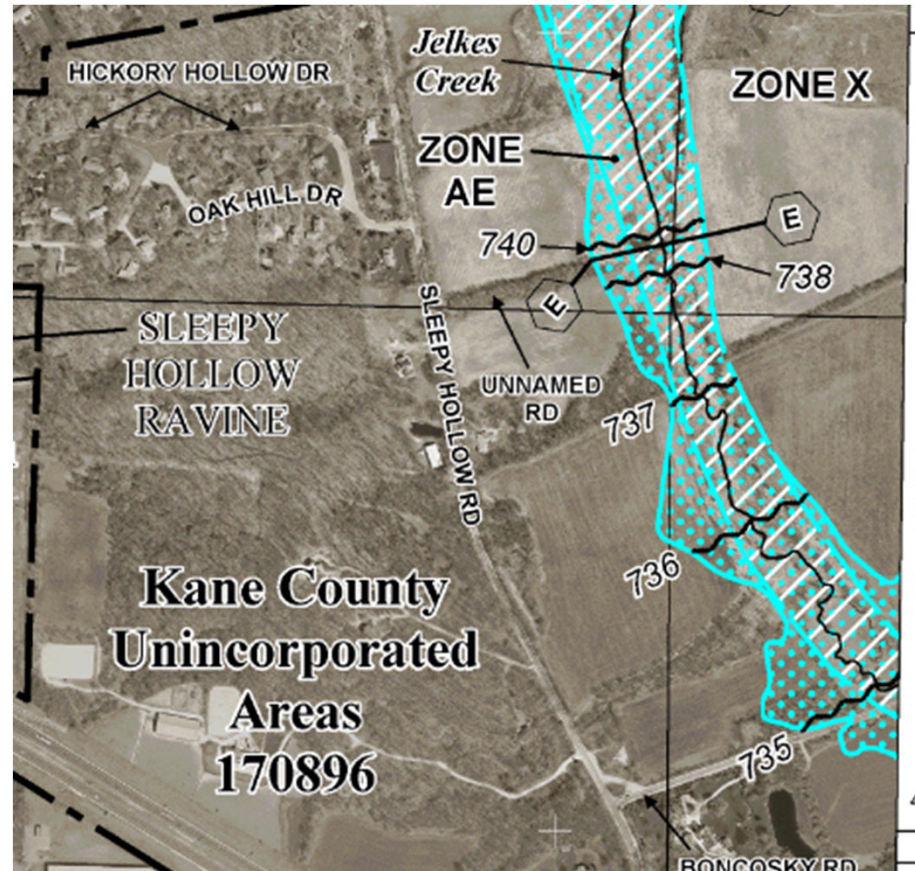 Jelkes
Creek
HICKORY HOLLOW DR
ZONE X
ZONE
AE
OAK HILL DR
E
740
738
E
SLEEPY HOLLOW RD
SLEEPY
HOLLOW
RAVINE
UNNAMED
RD
737
736
Kane County
Unincorporated
Areas
170896
735
BONCOSKY RD